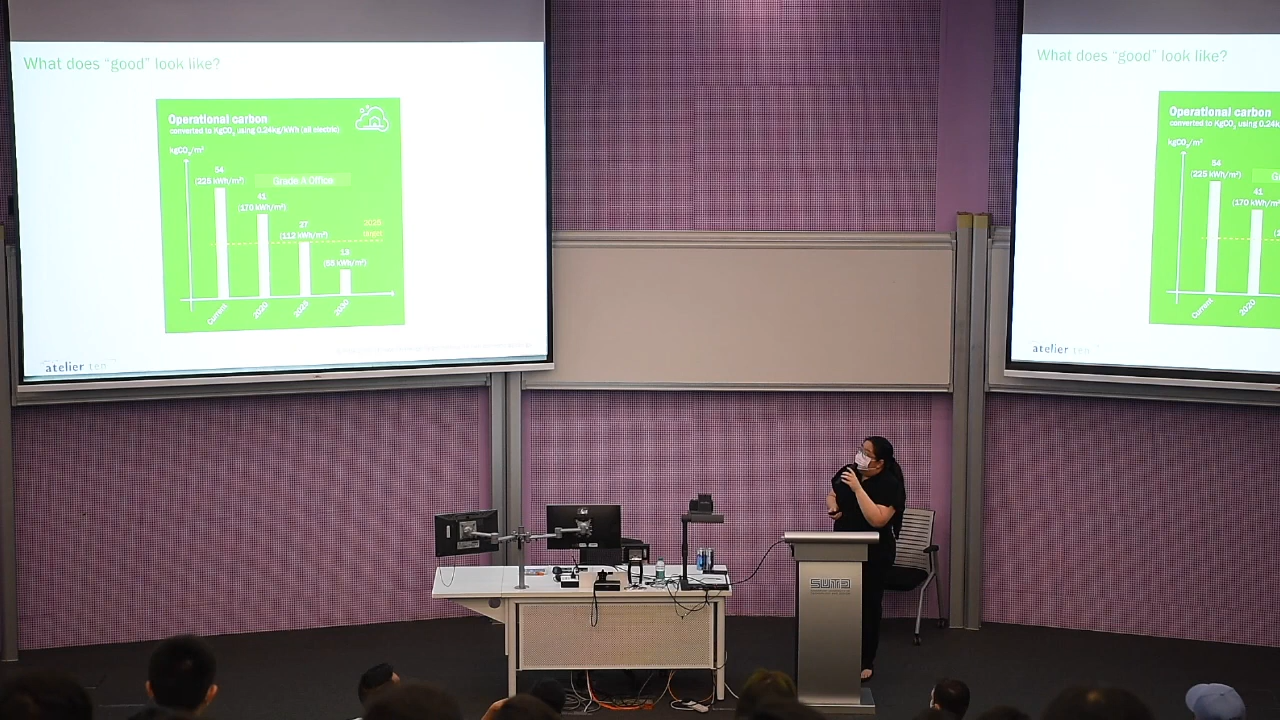 What does “good” look like?
Operational carbon
converted to KgCO₂ using 0.24kg/kWh (all electric)
kgCO₂/m²
54
(225 kWh/m²)
Grade A Office
41
(170 kWh/m²)
27
(112 kWh/m²)
2025
target
13
(55 kWh/m²)
Current
2020
2025
2030
atelier ten
What does “good” look like?
Operational carbon
converted to KgCO₂ using 0.24k
kgCO₂/m²
54
(225 kWh/m²)
41
(170 kWh/m²)
Current
2020
atelier ten